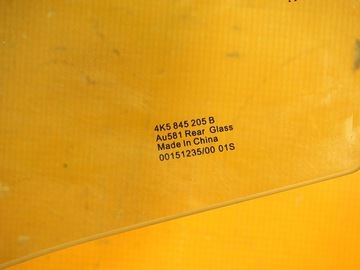 4K5 845 205 B
Au581 Rear Glass
Made In China
00151235/00 01S